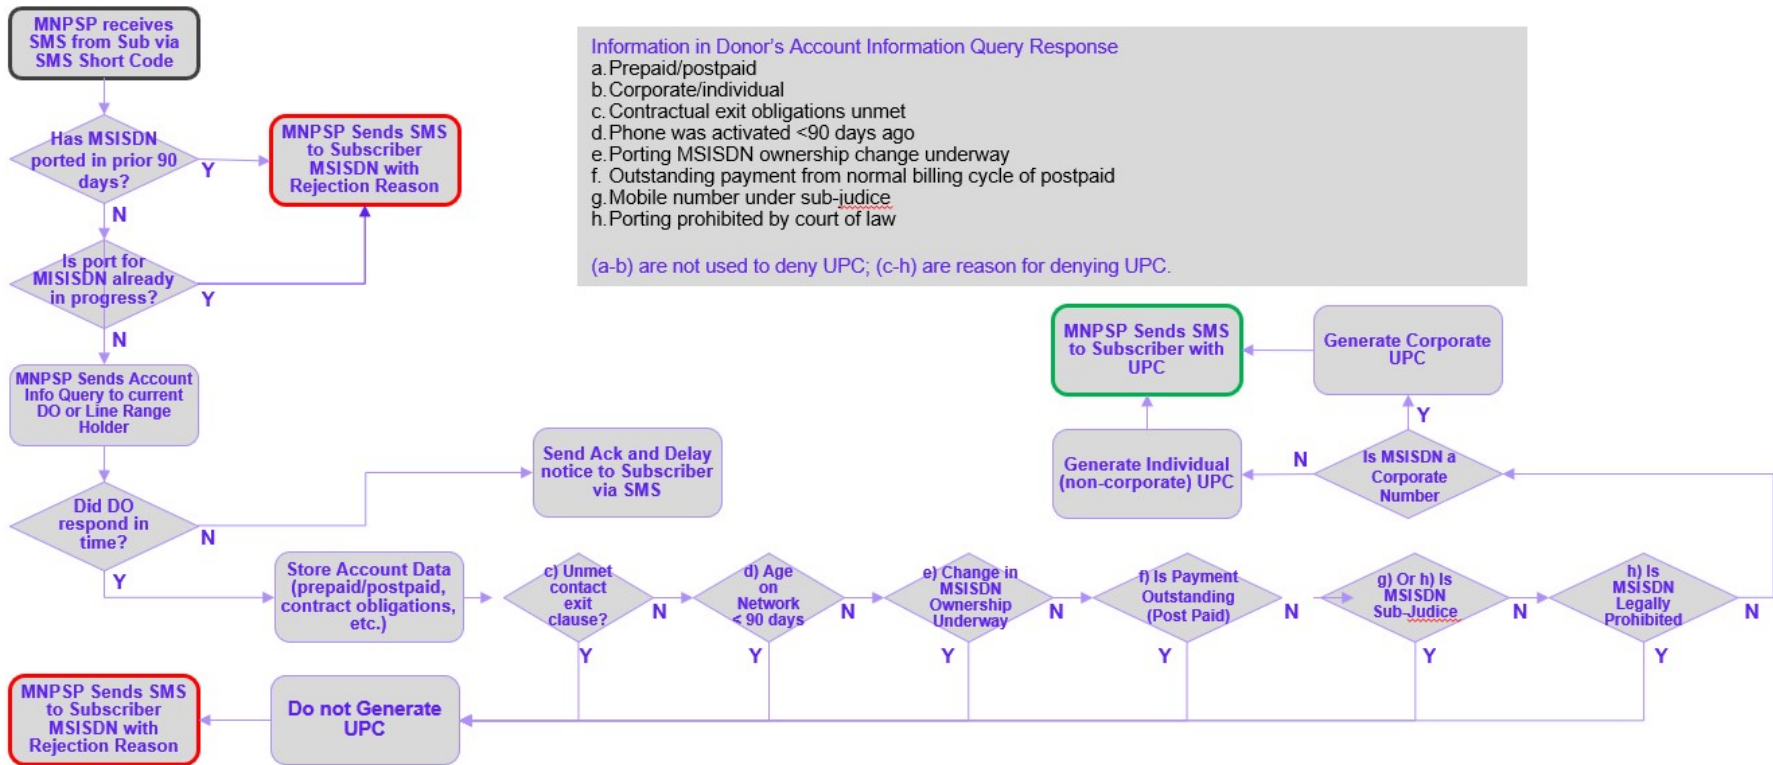 MNPSP receives
SMS from Sub via
SMS Short Code
Has MSISDN
ported in prior 90
days?
Y
N
MNPSP Sends SMS
to Subscriber
MSISDN with
Rejection Reason
Is port for
MISISDN already
in progress?
Y
N
Information in Donor's Account Information Query Response
a. Prepaid/postpaid
b. Corporate/individual
c. Contractual exit obligations unmet
d. Phone was activated <90 days ago
e. Porting MSISDN ownership change underway
f. Outstanding payment from normal billing cycle of postpaid
g. Mobile number under sub-judice
h. Porting prohibited by court of law
(a-b) are not used to deny UPC; (c-h) are reason for denying UPC.
MNPSP Sends Account
Info Query to current
DO or Line Range
Holder
Did DO
respond in
time?
N
Y
Send Ack and Delay
notice to Subscriber
via SMS
MNPSP Sends SMS
to Subscriber with
UPC
Generate Corporate
UPC
Y
Generate Individual
(non-corporate) UPC
N
Is MSISDN a
Corporate
Number
Store Account Data
(prepaid/postpaid,
contract obligations,
etc.)
c) Unmet
contact
exit
clause?
N
Y
d) Age
on
Network
< 90 days
N
Y
e) Change in
MSISDN
Ownership
Underway
N
Y
f) Is Payment
Outstanding
(Post Paid)
N
Y
g) Or h) Is
MSISDN
Sub-Judice
N
Y
h) Is
MSISDN
Legally
Prohibited
N
Y
MNPSP Sends SMS
to Subscriber
MSISDN with
Rejection Reason
Do not Generate
UPC